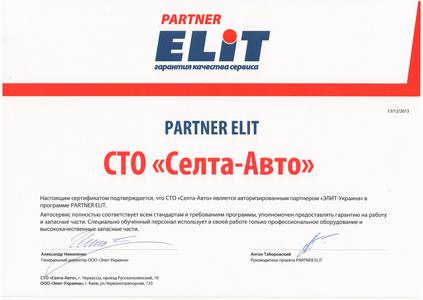 PARTNER
ELiT
гарантия качества сервиса
13/12/2013
PARTNER ELIT
СТО «Селта-Авто»
Настоящим сертификатом подтверждается, что СТО «Селта-Авто» является авторизированным партнером «ЭЛИТ-Украина» в
программе PARTNER ELIT.
Автосервис полностью соответствует всем стандартам и требованиям программы, уполномочен предоставлять гарантию на работу
и запасные части. Специально обученный персонал использует в своей работе только профессиональное оборудование и
высококачественные запасные части.
Александр Николенко
Генеральный директор ООО «Элит Украина»
Антон Таборовский
Руководитель проекта PARTNER ELIT
СТО «Селта-Авто», г. Черкассы, проезд Руськополянский, 10
ООО «Элит-Украина», г. Киев, ул.Червонопрапорная, 135